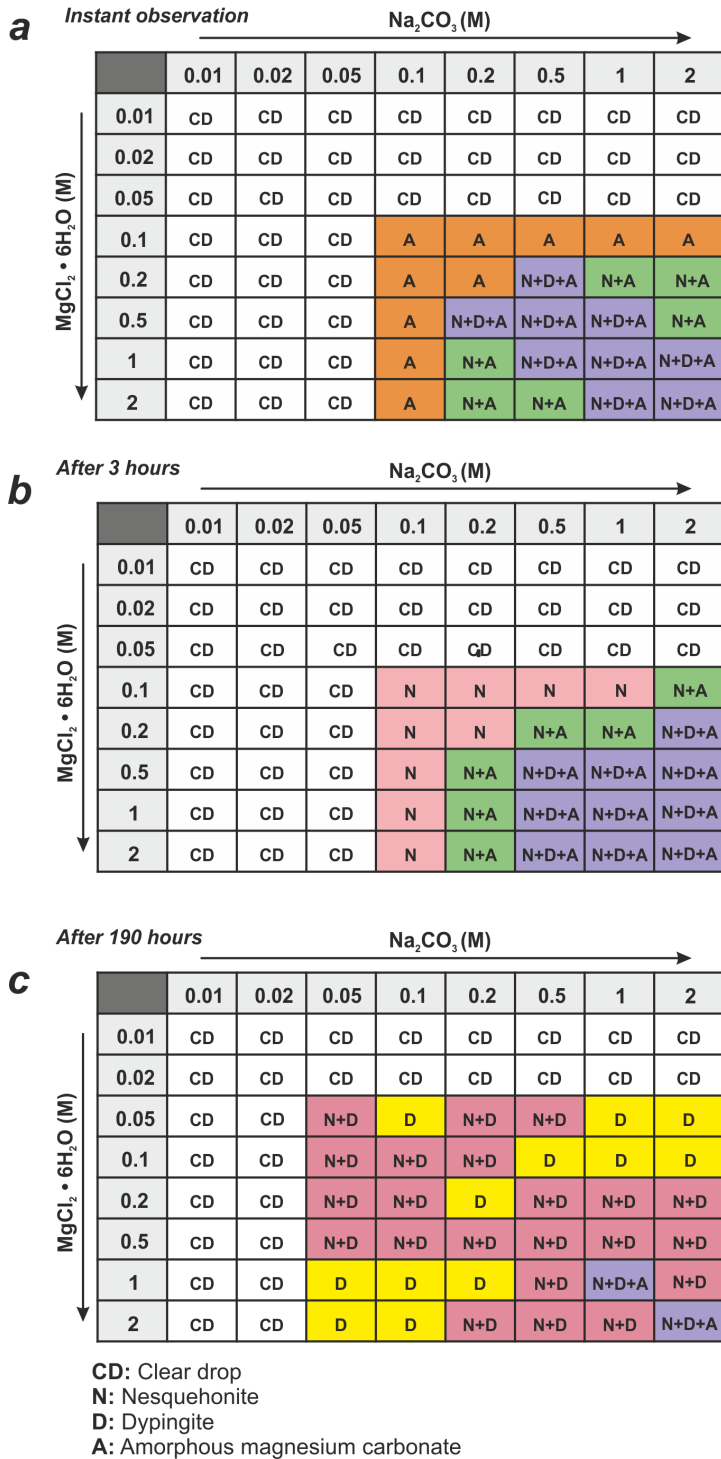 a Instant observation
Na₂CO₃ (M)
0.01 0.02 0.05 0.1 0.2 0.5 1 2
MgCl₂ • 6H₂O (M)
0.01 CD CD CD CD CD CD CD CD
0.02 CD CD CD CD CD CD CD CD
0.05 CD CD CD CD CD CD CD CD
0.1 CD CD CD A A A A A
0.2 CD CD CD A A N+D+A N+A N+A
0.5 CD CD CD A N+D+A N+D+A N+D+A N+A
1 CD CD CD A N+A N+D+A N+D+A N+D+A
2 CD CD CD A N+A N+A N+D+A N+D+A
b After 3 hours
Na₂CO₃ (M)
0.01 0.02 0.05 0.1 0.2 0.5 1 2
MgCl₂ • 6H₂O (M)
0.01 CD CD CD CD CD CD CD CD
0.02 CD CD CD CD CD CD CD CD
0.05 CD CD CD CD CD CD CD CD
0.1 CD CD CD N N N N N+A
0.2 CD CD CD N N N+A N+A N+D+A
0.5 CD CD CD N N+A N+D+A N+D+A N+D+A
1 CD CD CD N N+A N+D+A N+D+A N+D+A
2 CD CD CD N N+A N+D+A N+D+A N+D+A
c After 190 hours
Na₂CO₃ (M)
0.01 0.02 0.05 0.1 0.2 0.5 1 2
MgCl₂ • 6H₂O (M)
0.01 CD CD CD CD CD CD CD CD
0.02 CD CD CD CD CD CD CD CD
0.05 CD CD N+D D N+D N+D D D
0.1 CD CD N+D N+D N+D D D D
0.2 CD CD N+D N+D D N+D N+D N+D
0.5 CD CD N+D N+D N+D N+D N+D N+D
1 CD CD D D D N+D N+D+A N+D
2 CD CD D D N+D N+D N+D N+D+A
CD: Clear drop
N: Nesquehonite
D: Dypingite
A: Amorphous magnesium carbonate